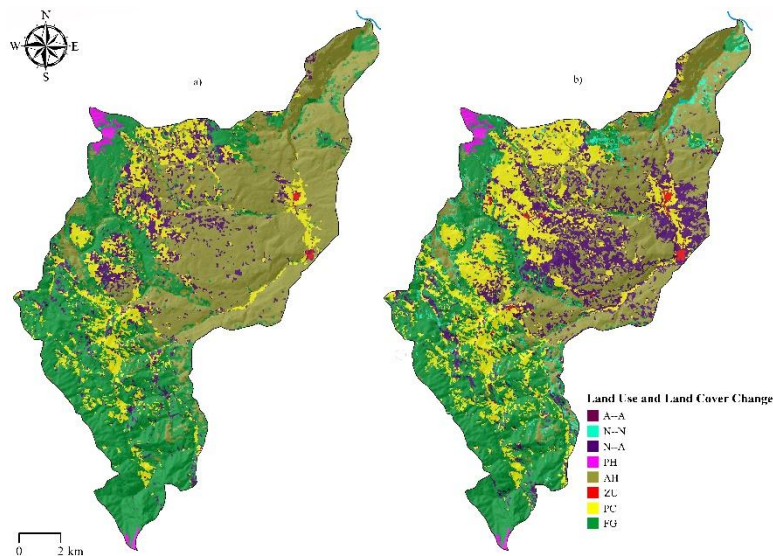 N
W E
S
a)
b)
Land Use and Land Cover Change
A--A
N--N
N--A
PH
AH
ZU
PC
FG
0 2 km